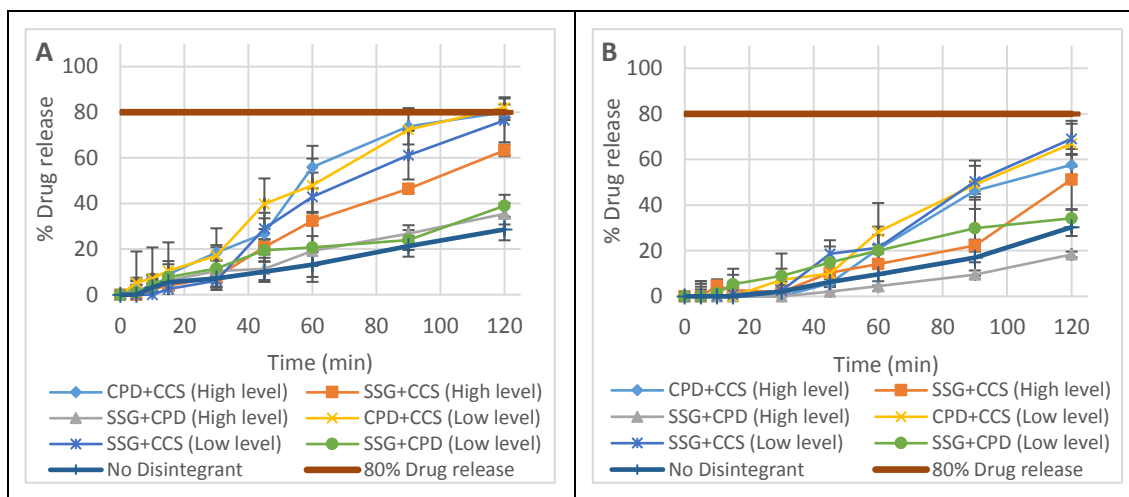 A
% Drug release
100
80
60
40
20
0
0 20 40 60 80 100 120
Time (min)
CPD+CCS (High level) SSG+CCS (High level)
SSG+CPD (High level) CPD+CCS (Low level)
SSG+CCS (Low level) SSG+CPD (Low level)
No Disintegrant 80% Drug release
B
% Drug release
100
80
60
40
20
0
0 20 40 60 80 100 120
Time (min)
CPD+CCS (High level) SSG+CCS (High level)
SSG+CPD (High level) CPD+CCS (Low level)
SSG+CCS (Low level) SSG+CPD (Low level)
No Disintegrant 80% Drug release